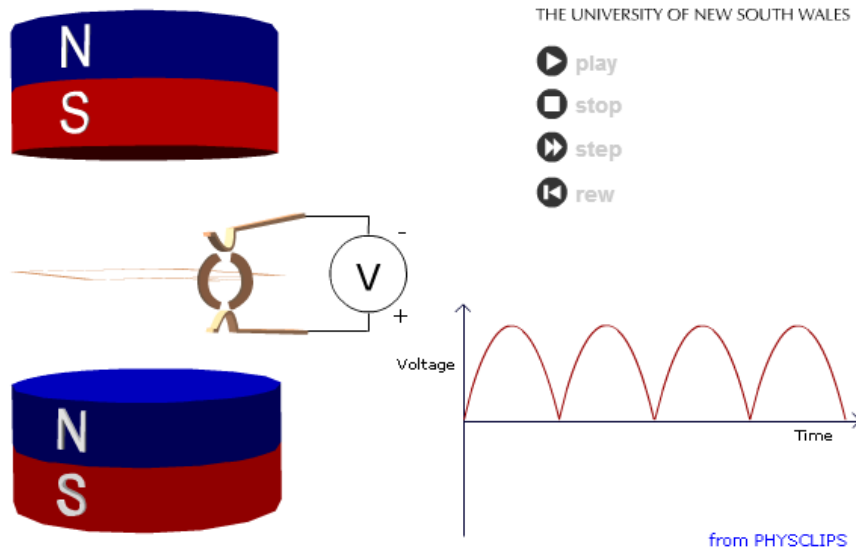 THE UNIVERSITY OF NEW SOUTH WALES
N
S
play
stop
step
rew
-
V
+
Voltage
Time
N
S
from PHYSCLIPS